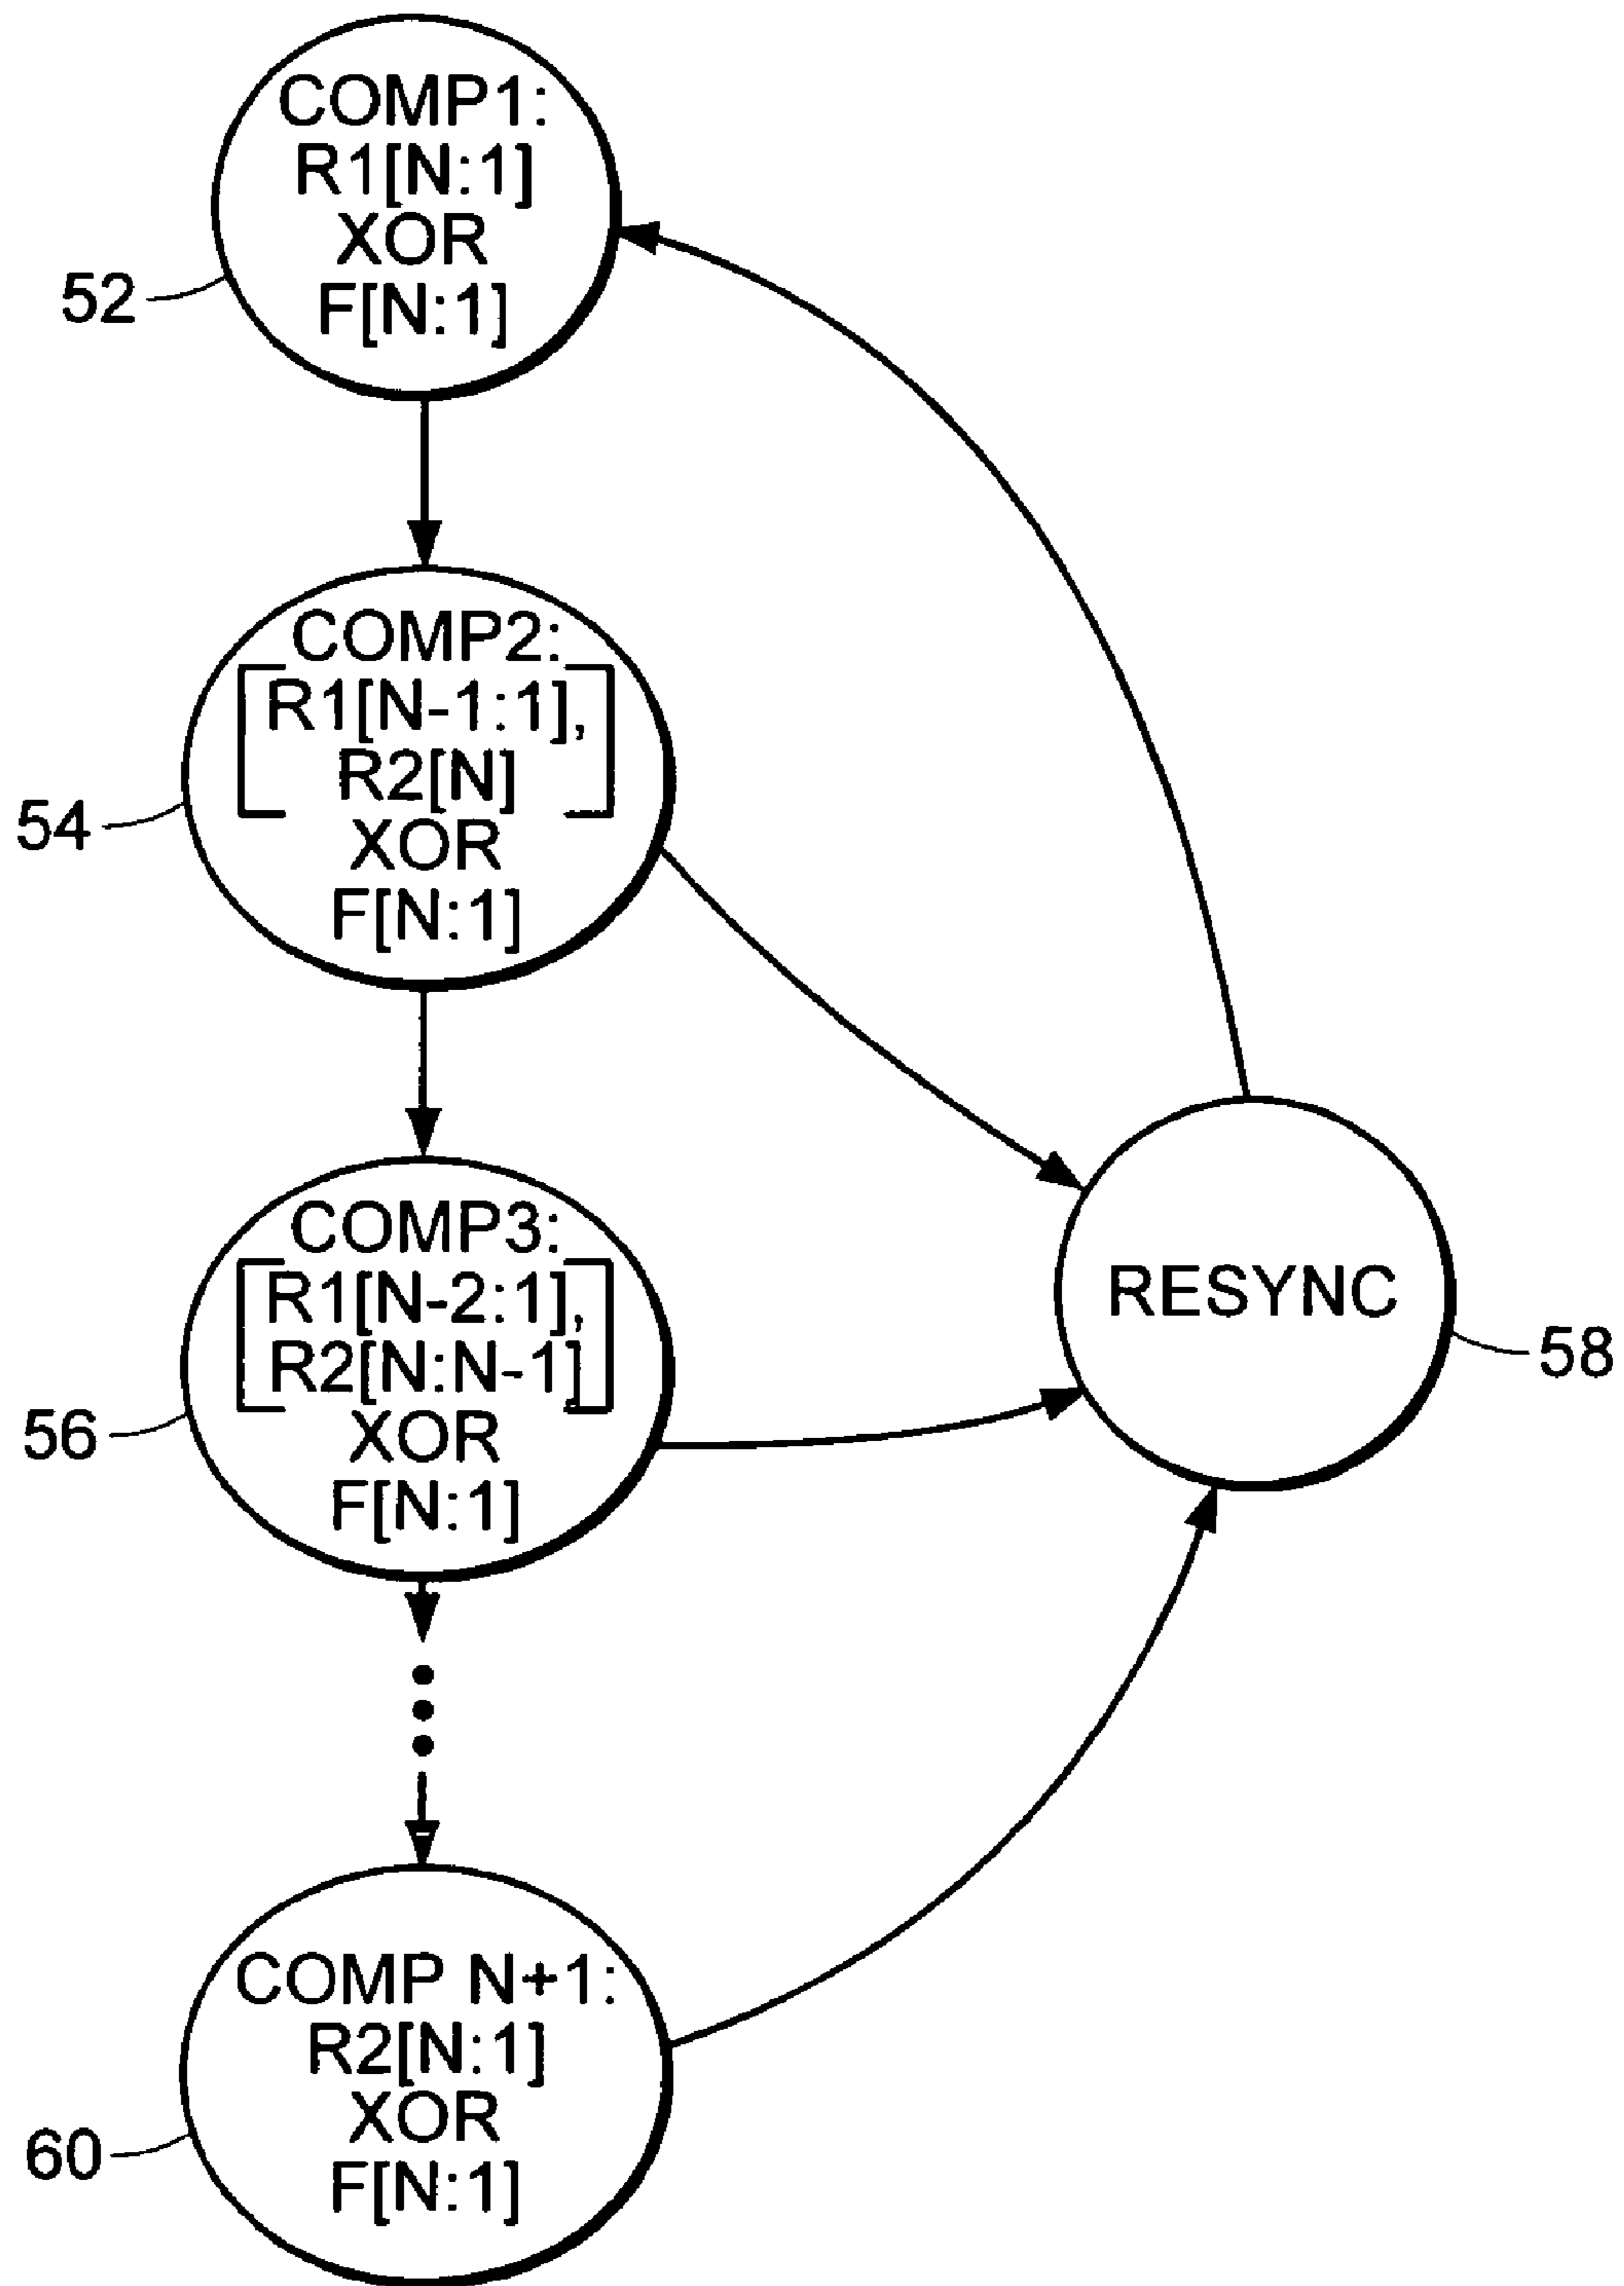 COMP1:
R1[N:1]
XOR
F[N:1]
52
COMP2:
R1[N-1:1],
R2[N]
XOR
F[N:1]
54
COMP3:
R1[N-2:1],
R2[N:N-1]
XOR
F[N:1]
56
RESYNC
58
COMP N+1:
R2[N:1]
XOR
F[N:1]
60